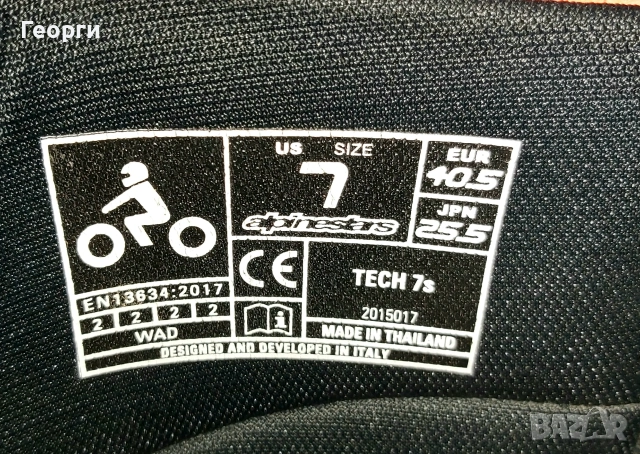 Георги
US SIZE
7
alpinestars
EUR
40.5
JPN
25.5
EN13634:2017
2 2 2 2
WAD
CE
i
TECH 7s
2015017
MADE IN THAILAND
DESIGNED AND DEVELOPED IN ITALY
BAZAR